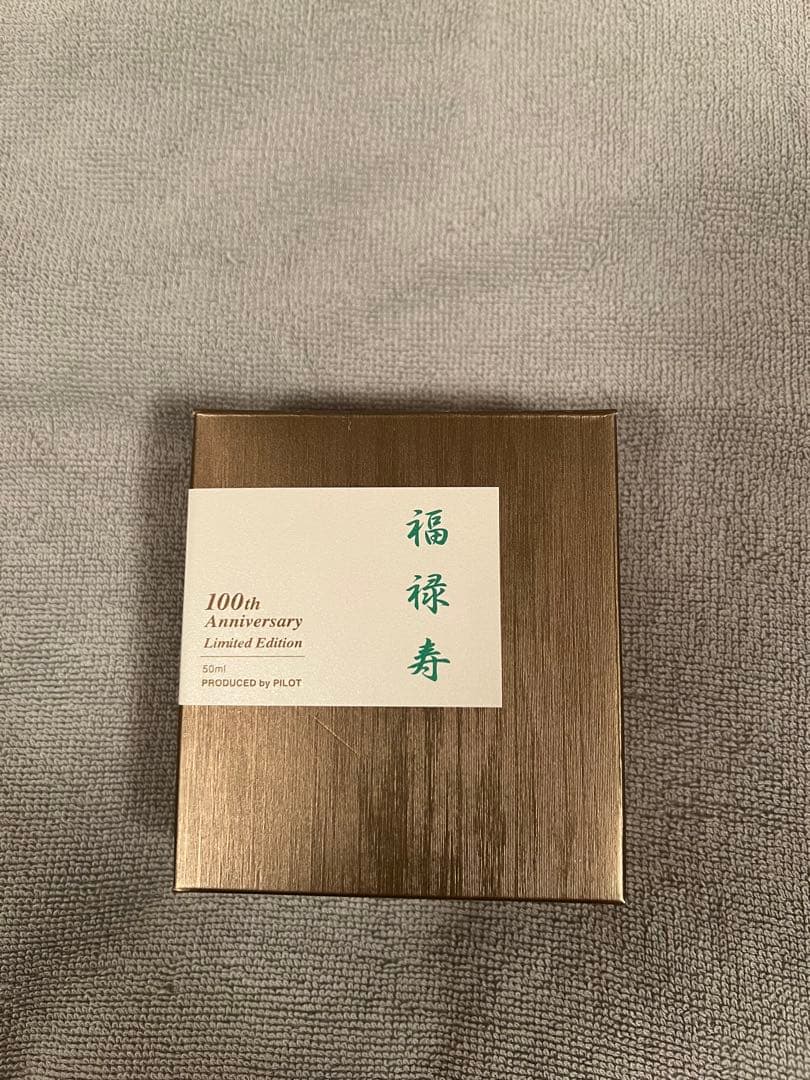 福禄寿
100th
Anniversary
Limited Edition
50ml
PRODUCED by PILOT